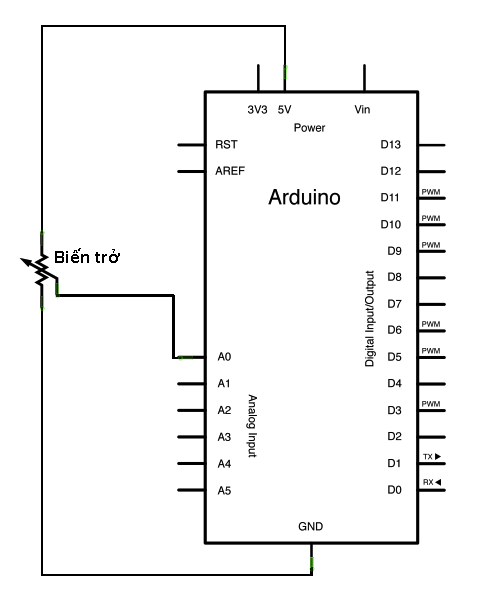 3V3 5V Vin
Power
RST D13
AREF D12
Arduino
D11 PWM
D10 PWM
D9 PWM
Biến trở
D8
D7
Digital Input/Output
D6 PWM
A0 D5 PWM
A1 D4
A2 D3 PWM
Analog Input
A3 D2
A4 D1 TX ▶
A5 D0 RX ◀
GND